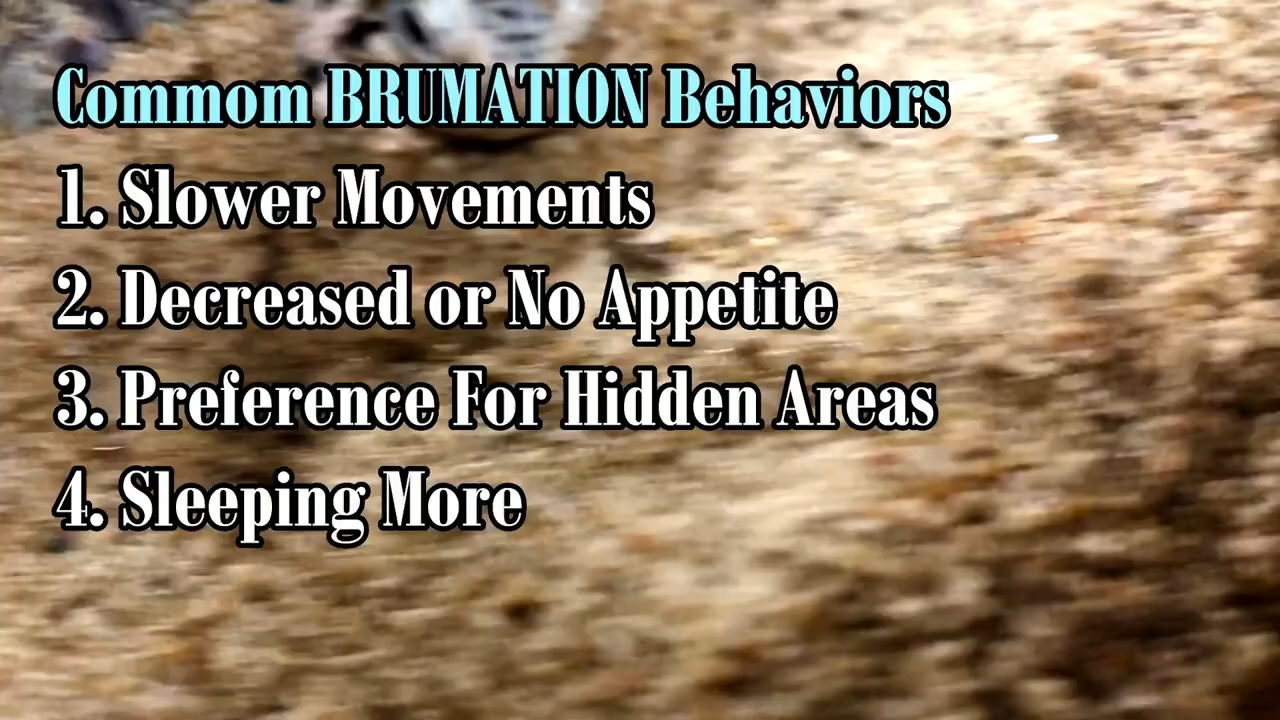 Commom BRUMATION Behaviors
1. Slower Movements
2. Decreased or No Appetite
3. Preference For Hidden Areas
4. Sleeping More